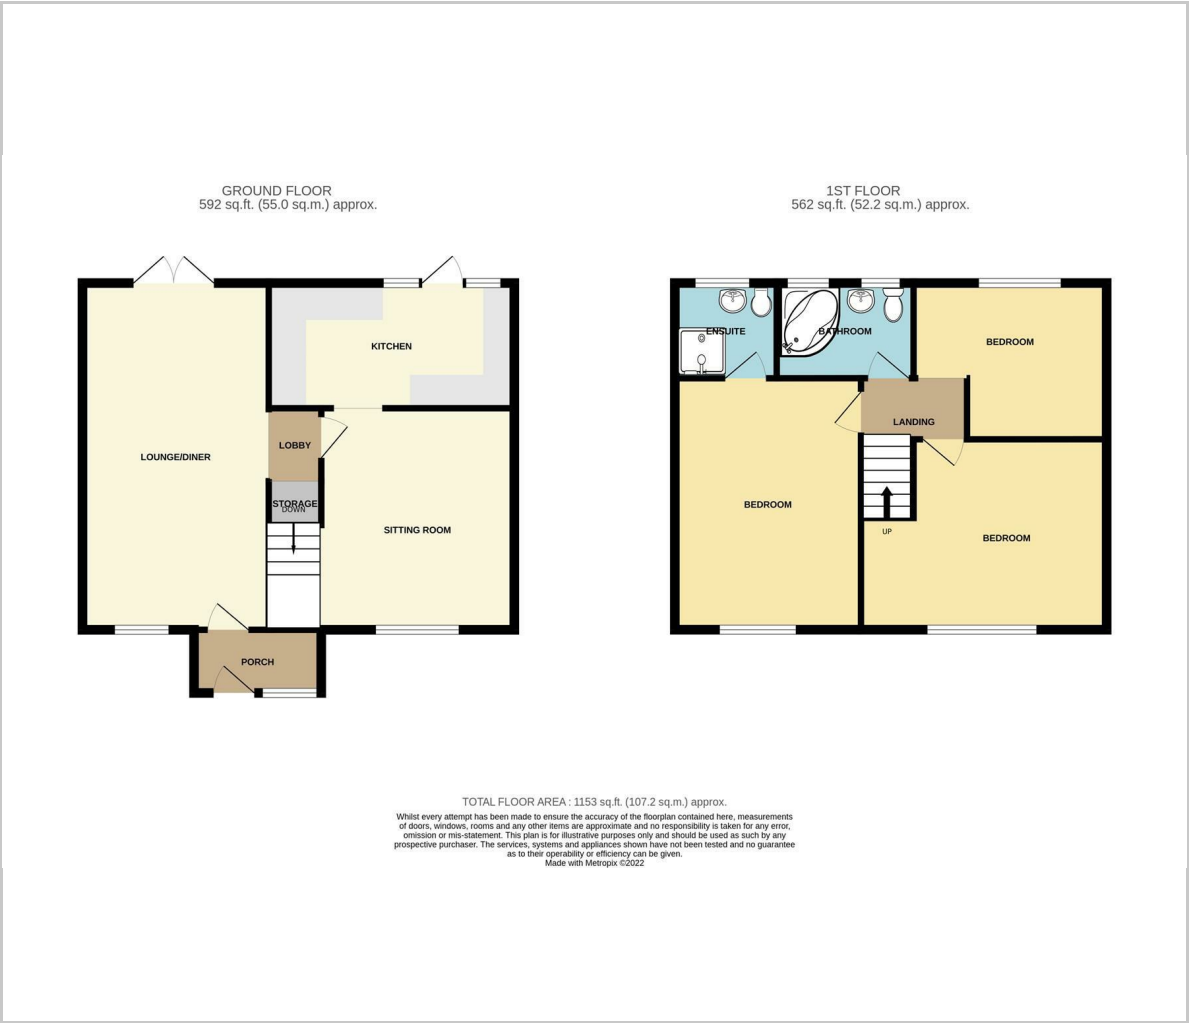 GROUND FLOOR
592 sq.ft. (55.0 sq.m.) approx.
1ST FLOOR
562 sq.ft. (52.2 sq.m.) approx.
KITCHEN
LOBBY
LOUNGE/DINER
STORAGE
DOWN
SITTING ROOM
PORCH
ENSUITE
BATHROOM
BEDROOM
LANDING
BEDROOM
BEDROOM
UP
TOTAL FLOOR AREA : 1153 sq.ft. (107.2 sq.m.) approx.
Whilst every attempt has been made to ensure the accuracy of the floorplan contained here, measurements
of doors, windows, rooms and any other items are approximate and no responsibility is taken for any error,
omission or mis-statement. This plan is for illustrative purposes only and should be used as such by any
prospective purchaser. The services, systems and appliances shown have not been tested and no guarantee
as to their operability or efficiency can be given.
Made with Metropix ©2022